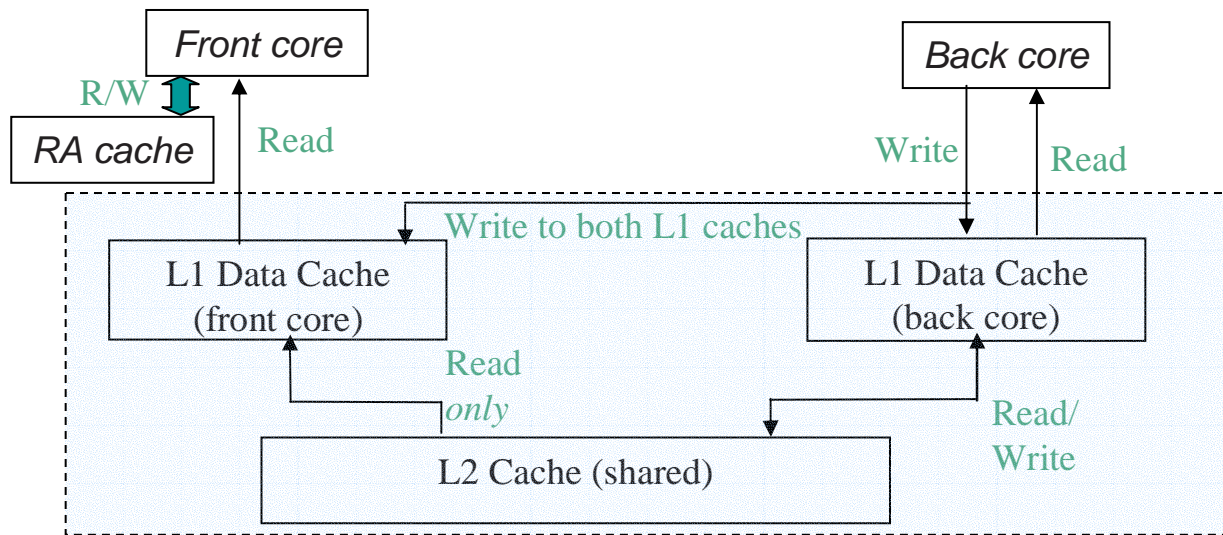 Front core
Back core
R/W
RA cache
Read
Write
Read
Write to both L1 caches
L1 Data Cache
(front core)
L1 Data Cache
(back core)
Read
only
Read/
Write
L2 Cache (shared)